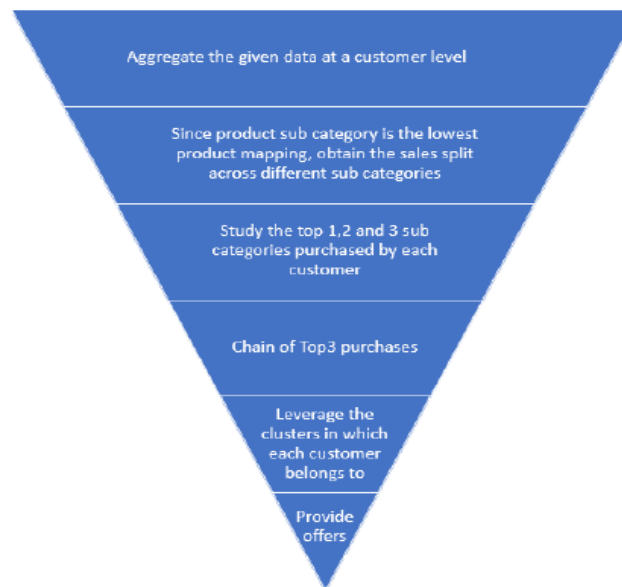 Aggregate the given data at a customer level
Since product sub category is the lowest
product mapping, obtain the sales split
across different sub categories
Study the top 1,2 and 3 sub
categories purchased by each
customer
Chain of Top3 purchases
Leverage the
clusters in which
each customer
belongs to
Provide
offers